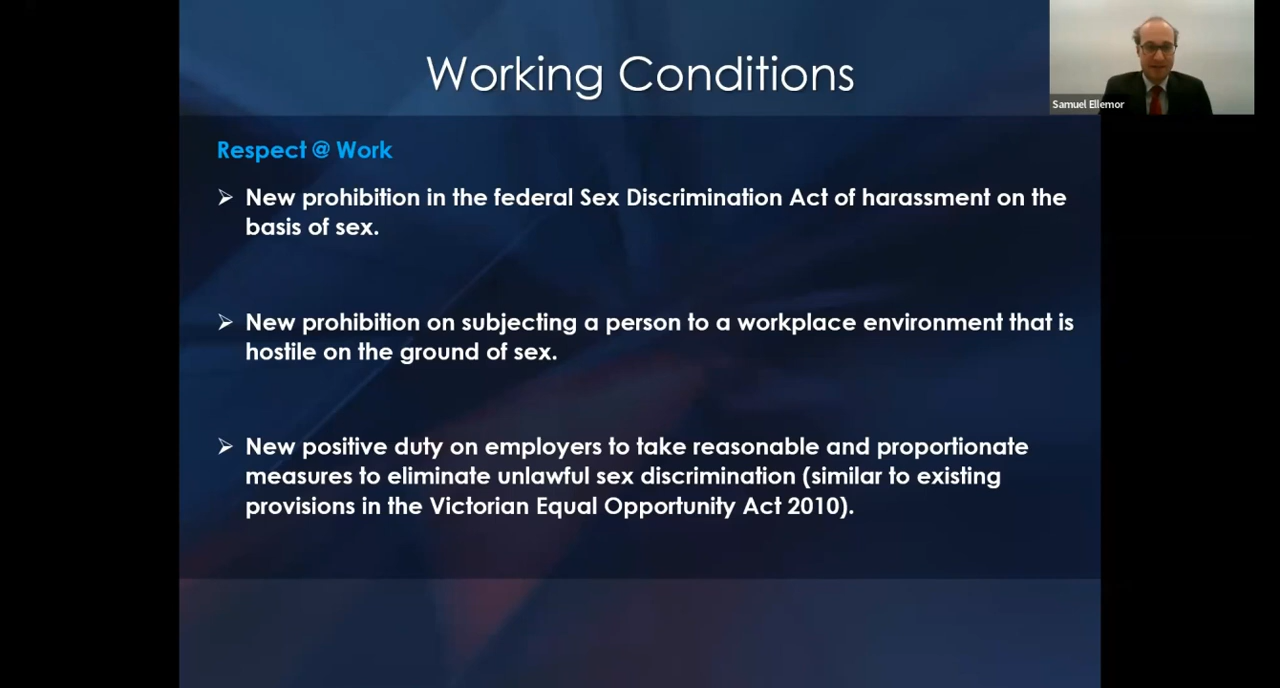 Working Conditions
Samuel Ellemor
Respect @ Work
New prohibition in the federal Sex Discrimination Act of harassment on the
basis of sex.
New prohibition on subjecting a person to a workplace environment that is
hostile on the ground of sex.
New positive duty on employers to take reasonable and proportionate
measures to eliminate unlawful sex discrimination (similar to existing
provisions in the Victorian Equal Opportunity Act 2010).